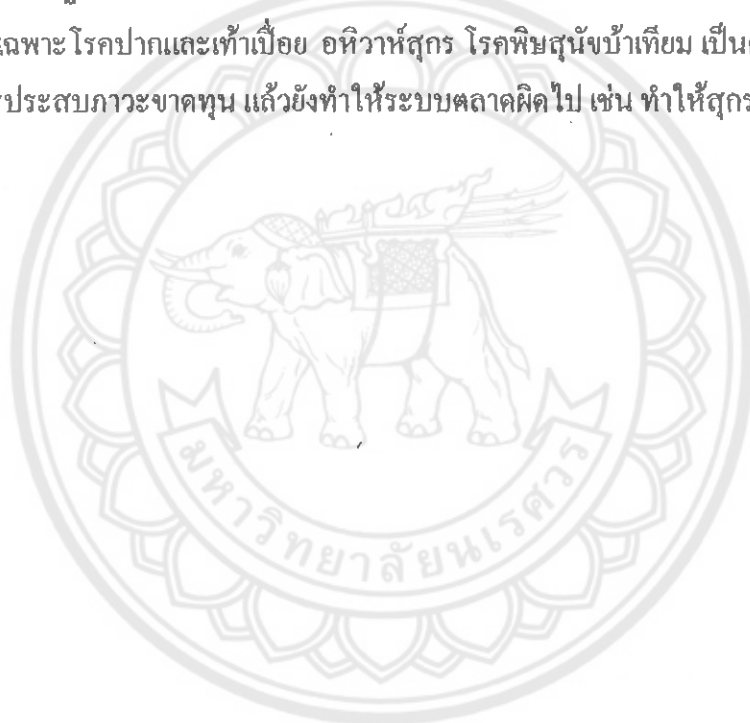 เฉพาะโรคปากและเท้าเปื่อย อหิวาห์สุกร โรคพิษสุนัขบ้าเทียม เป็น
ประสบภาวะขาดทุน แล้วยังทำให้ระบบตลาดผิดไป เช่น ทำให้สุกร
มหาวิทยาลัยนเรศวร